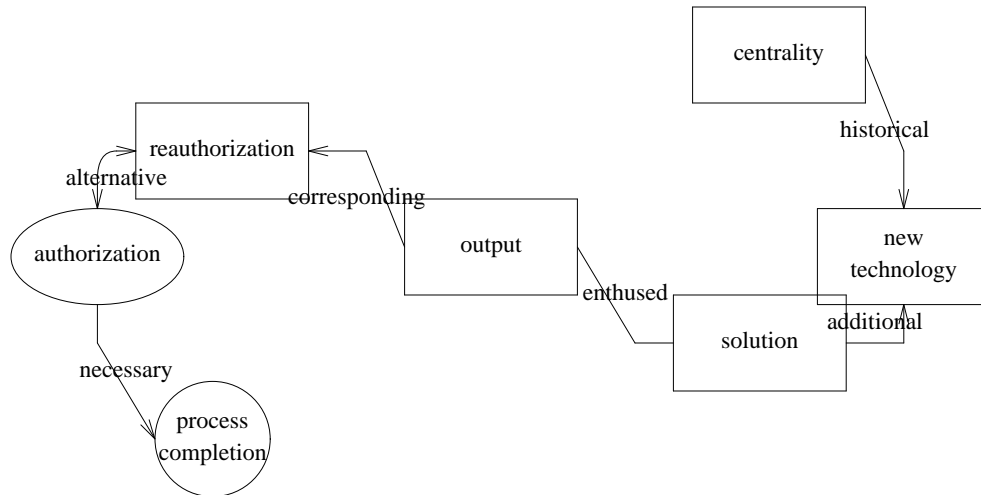 centrality
historical
reauthorization
alternative
corresponding
authorization
output
new
technology
enthused
additional
solution
necessary
process
completion